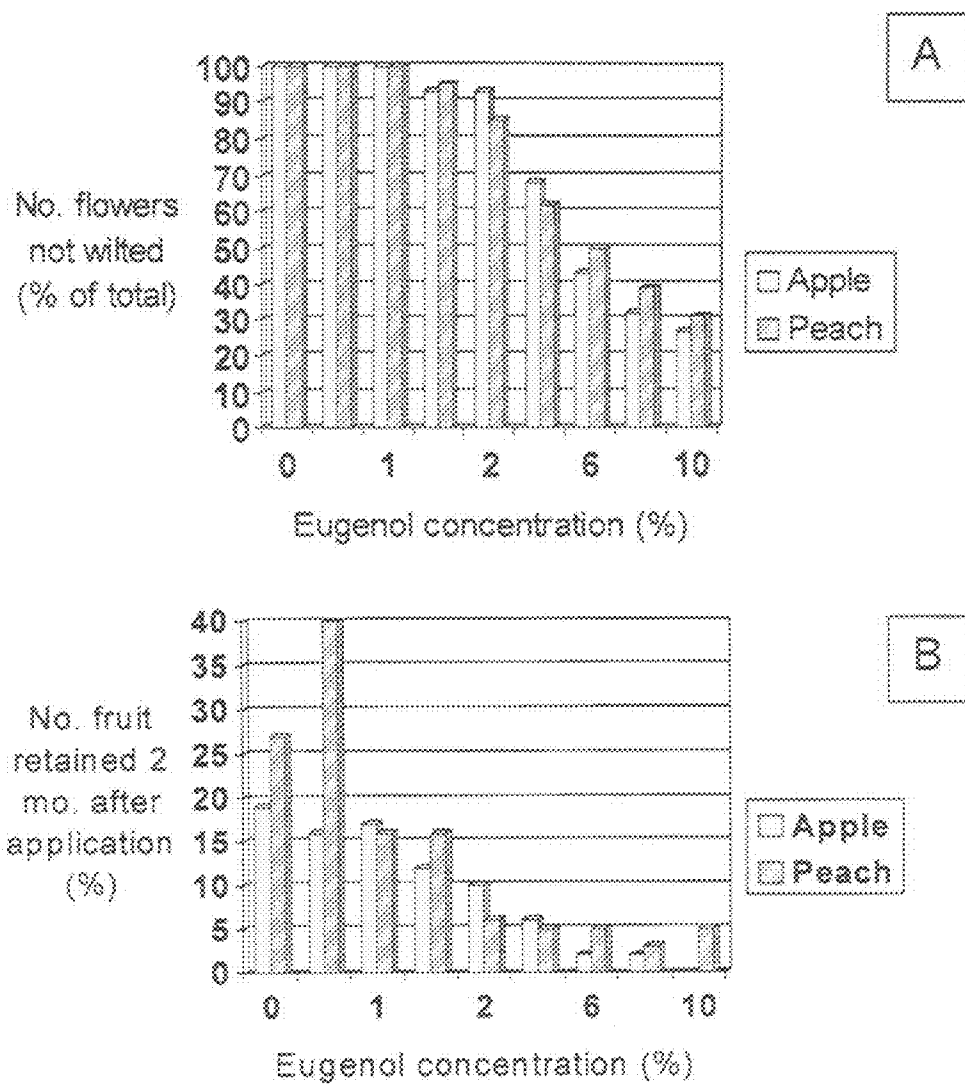 A
100
90
80
70
60
50
40
30
20
10
0
No. flowers
not wilted
(% of total)
Apple
Peach
0 1 2 6 10
Eugenol concentration (%)
B
40
35
30
25
20
15
10
5
0
No. fruit
retained 2
mo. after
application
(%)
Apple
Peach
0 1 2 6 10
Eugenol concentration (%)